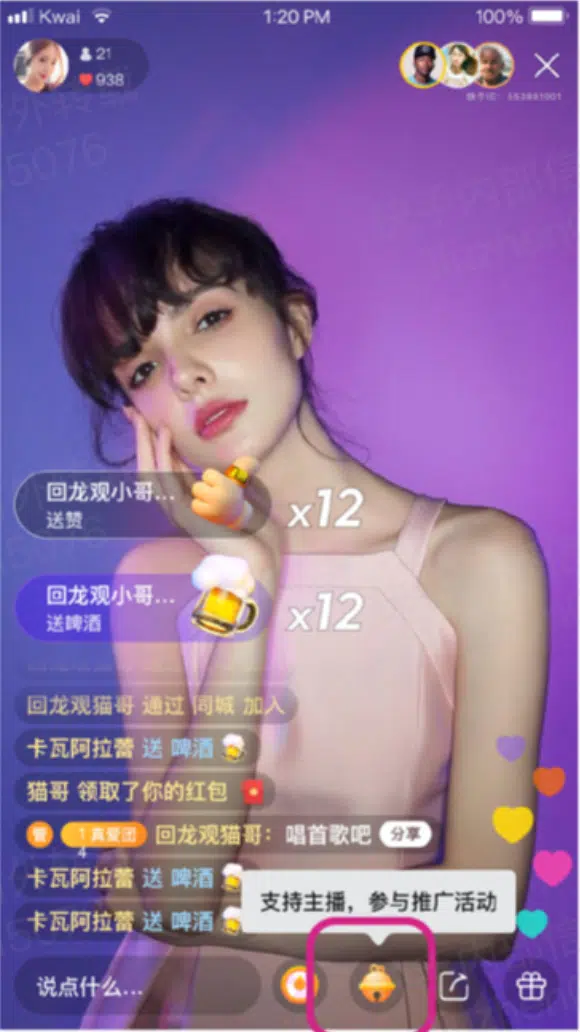 Kwai
1:20 PM
100%
21
938
回龙观小哥...
送赞
x12
回龙观小哥...
送啤酒
x12
回龙观猫哥 通过 同城 加入
卡瓦阿拉蕾 送 啤酒
猫哥 领取了你的红包
管 1 真爱团 回龙观猫哥：唱首歌吧 分享
4
卡瓦阿拉蕾 送 啤酒
卡瓦阿拉蕾 送 啤酒
支持主播，参与推广活动
说点什么...